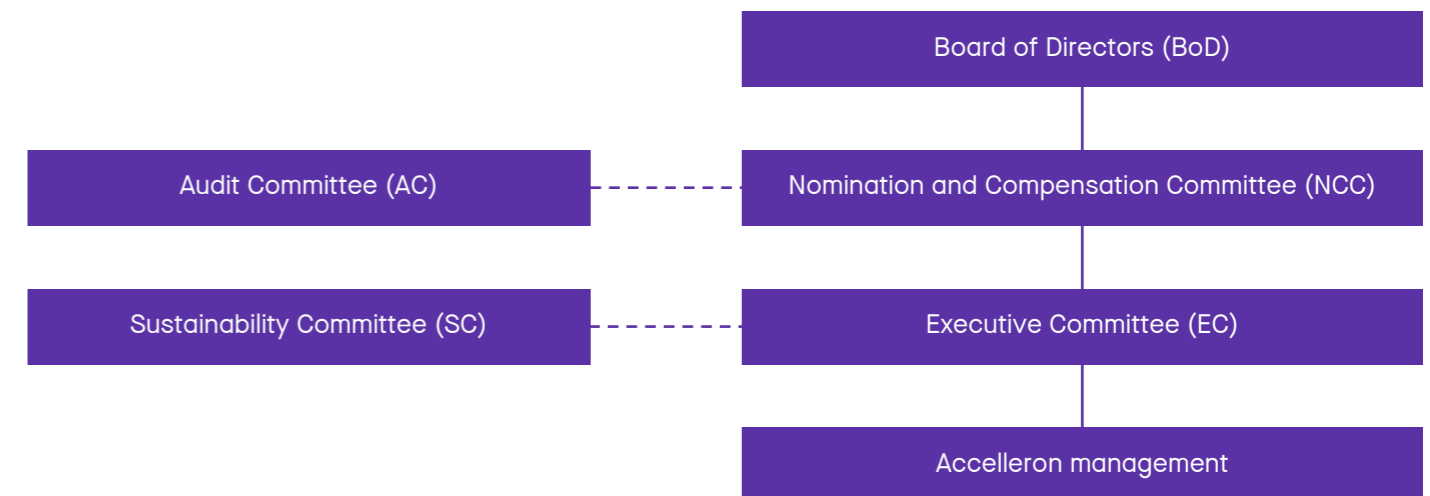 Board of Directors (BoD)
Audit Committee (AC)
Nomination and Compensation Committee (NCC)
Sustainability Committee (SC)
Executive Committee (EC)
Accelleron management